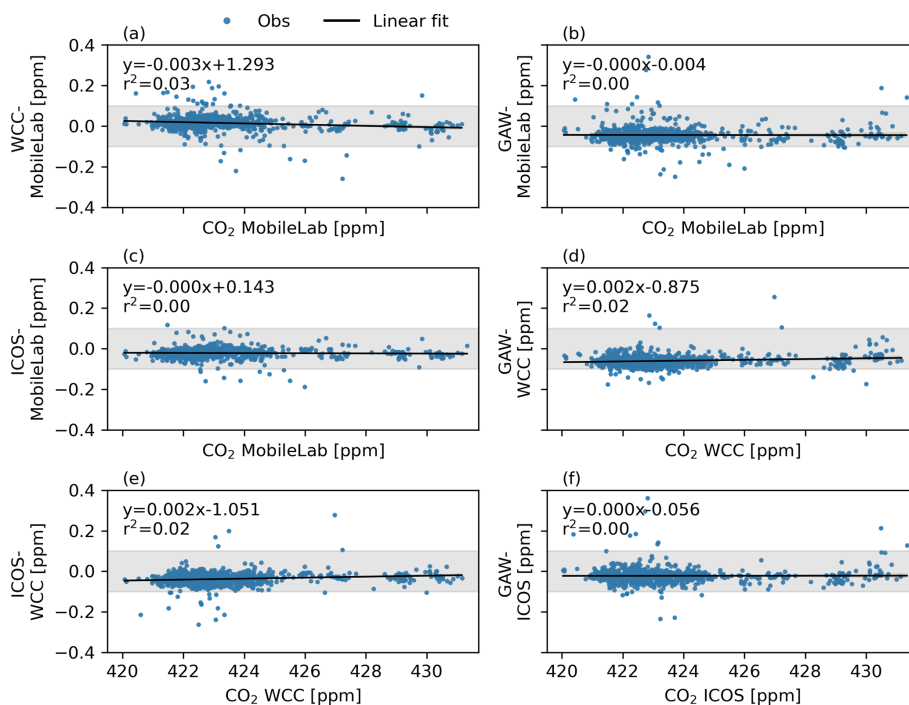 Obs Linear fit
(a)
y=-0.003x+1.293
r²=0.03
WCC-
MobileLab [ppm]
0.4
0.2
0.0
−0.2
−0.4
CO₂ MobileLab [ppm]
(b)
y=-0.000x-0.004
r²=0.00
GAW-
MobileLab [ppm]
CO₂ MobileLab [ppm]
(c)
y=-0.000x+0.143
r²=0.00
ICOS-
MobileLab [ppm]
0.4
0.2
0.0
−0.2
−0.4
CO₂ MobileLab [ppm]
(d)
y=0.002x-0.875
r²=0.02
GAW-
WCC [ppm]
CO₂ WCC [ppm]
(e)
y=0.002x-1.051
r²=0.02
ICOS-
WCC [ppm]
0.4
0.2
0.0
−0.2
−0.4
420 422 424 426 428 430
CO₂ WCC [ppm]
(f)
y=0.000x-0.056
r²=0.00
GAW-
ICOS [ppm]
420 422 424 426 428 430
CO₂ ICOS [ppm]